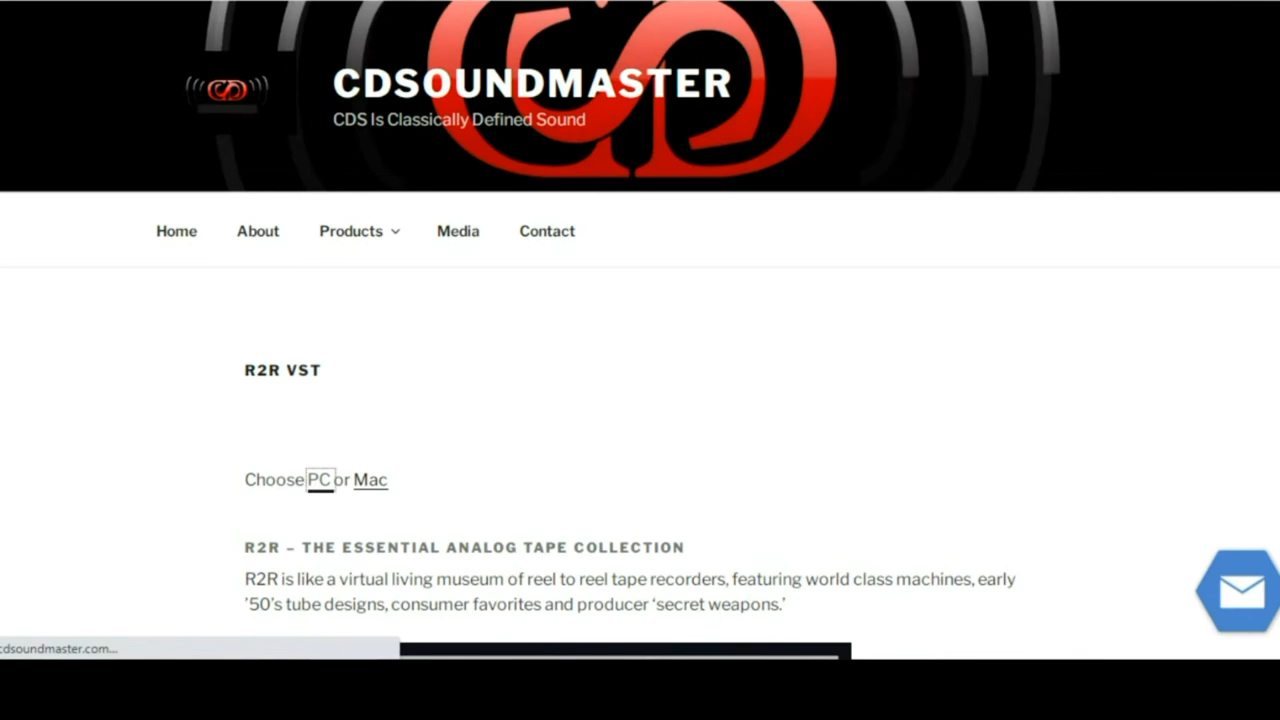 CDSOUNDMASTER
CDS Is Classically Defined Sound
Home About Products Media Contact
R2R VST
Choose PC or Mac
R2R – THE ESSENTIAL ANALOG TAPE COLLECTION
R2R is like a virtual living museum of reel to reel tape recorders, featuring world class machines, early
’50’s tube designs, consumer favorites and producer ‘secret weapons.’
cdsoundmaster.com...